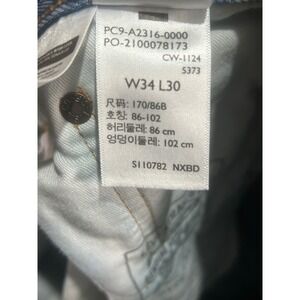 PC9-A2316-0000
PO-2100078173
CW-1124
5373
W34 L30
尺码: 170/86B
호칭: 86-102
허리둘레: 86 cm
엉덩이둘레: 102 cm
S110782 NXBD